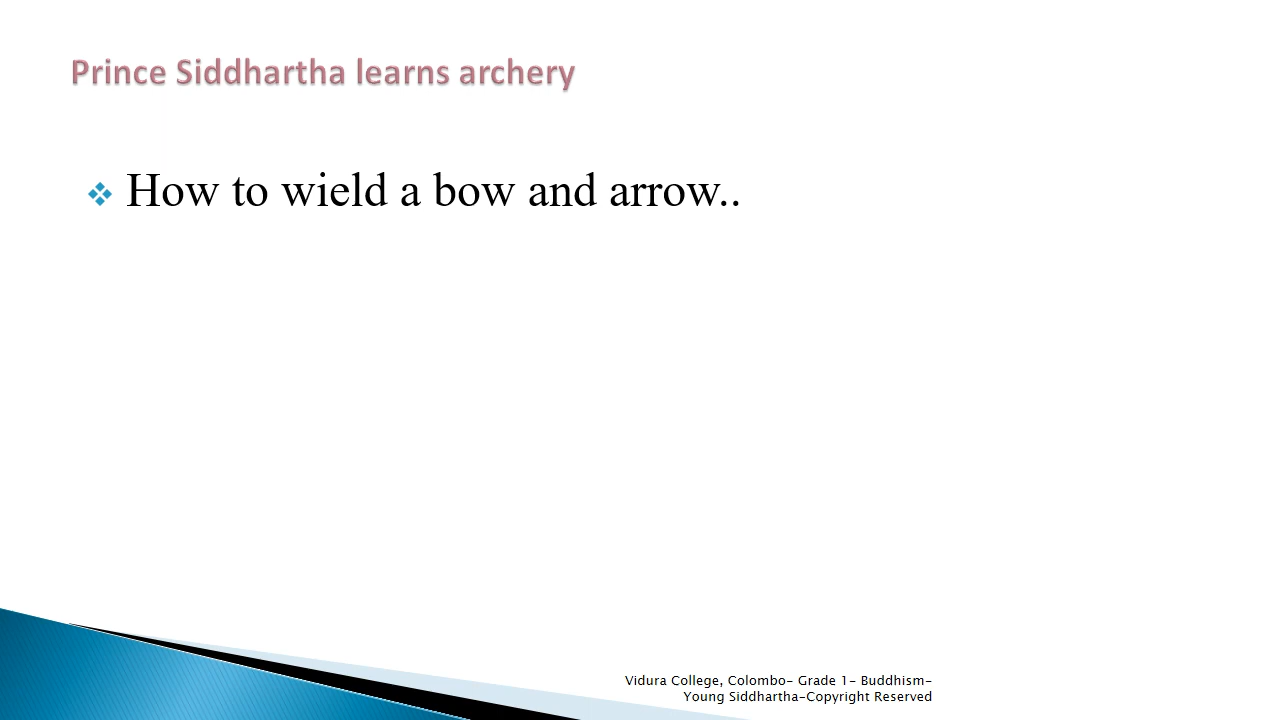 Prince Siddhartha learns archery
How to wield a bow and arrow..
Vidura College, Colombo- Grade 1- Buddhism-
Young Siddhartha-Copyright Reserved